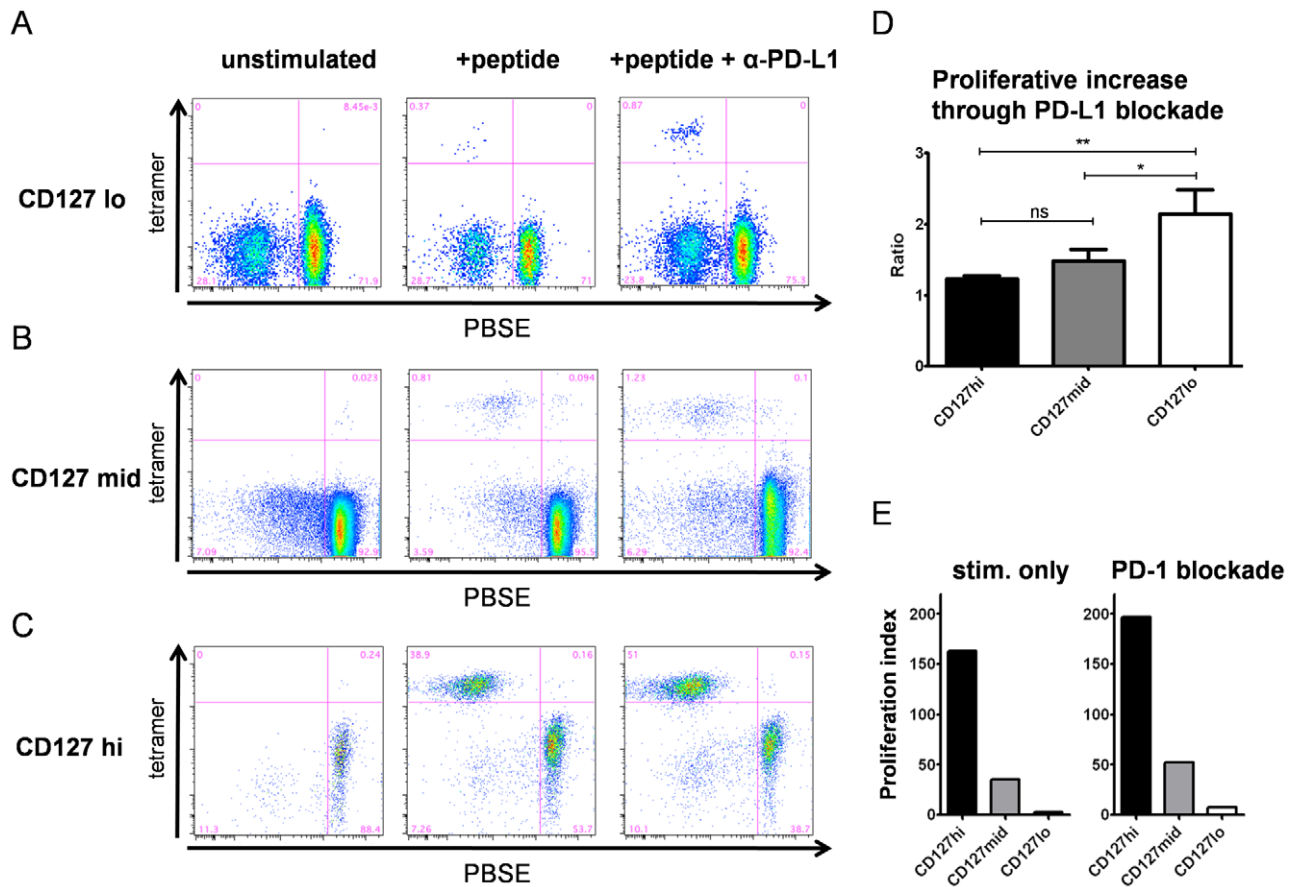 A
unstimulated
+peptide
+peptide + α-PD-L1
CD127 lo
tetramer
0
8.45e-3
28.1
71.9
0.37
0
28.7
71
0.87
0
23.8
75.3
PBSE
B
CD127 mid
tetramer
0
0.023
7.09
92.9
0.81
0.094
3.59
95.5
1.23
0.1
6.29
92.4
PBSE
C
CD127 hi
tetramer
0
0.24
11.3
88.4
38.9
0.16
7.26
53.7
51
0.15
10.1
38.7
PBSE
D
Proliferative increase
through PD-L1 blockade
Ratio
3
2
1
0
**
*
ns
CD127hi
CD127mid
CD127lo
E
stim. only
PD-1 blockade
Proliferation index
200
150
100
50
0
CD127hi
CD127mid
CD127lo
200
150
100
50
0
CD127hi
CD127mid
CD127lo